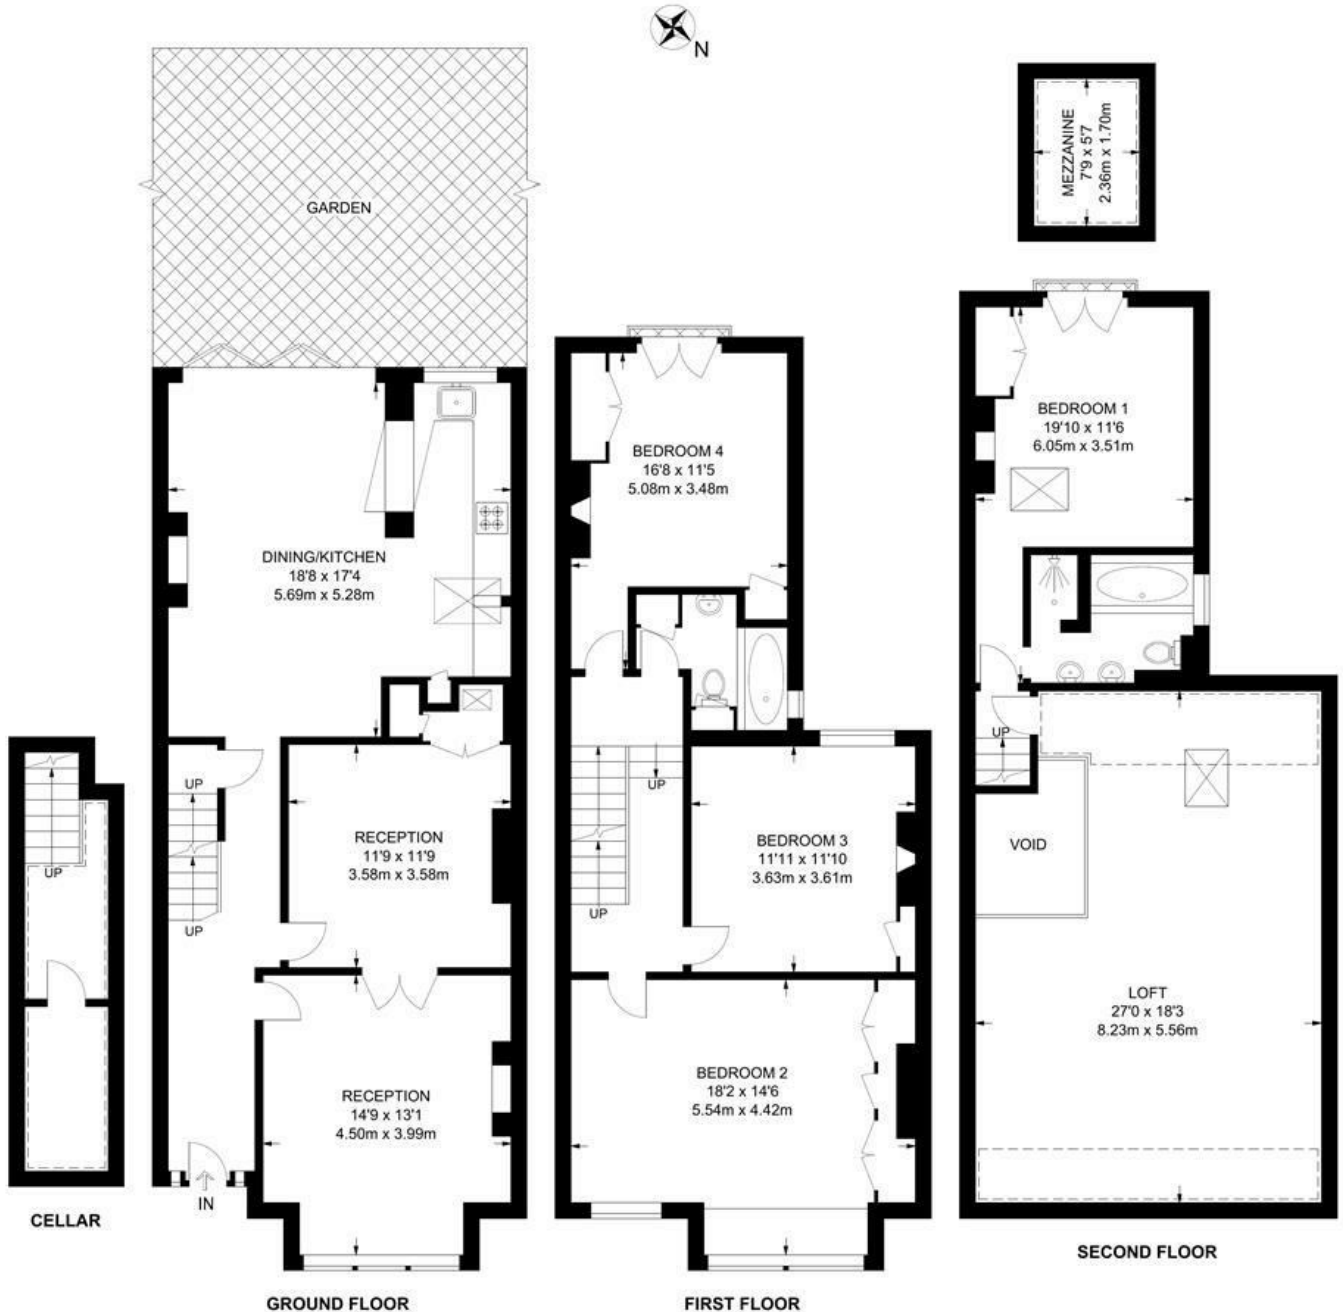 N
MEZZANINE
7'9 x 5'7
2.36m x 1.70m
GARDEN
BEDROOM 1
19'10 x 11'6
6.05m x 3.51m
BEDROOM 4
16'8 x 11'5
5.08m x 3.48m
DINING/KITCHEN
18'8 x 17'4
5.69m x 5.28m
UP
UP
UP
UP
UP
UP
UP
RECEPTION
11'9 x 11'9
3.58m x 3.58m
BEDROOM 3
11'11 x 11'10
3.63m x 3.61m
VOID
LOFT
27'0 x 18'3
8.23m x 5.56m
BEDROOM 2
18'2 x 14'6
5.54m x 4.42m
RECEPTION
14'9 x 13'1
4.50m x 3.99m
IN
CELLAR
GROUND FLOOR
FIRST FLOOR
SECOND FLOOR